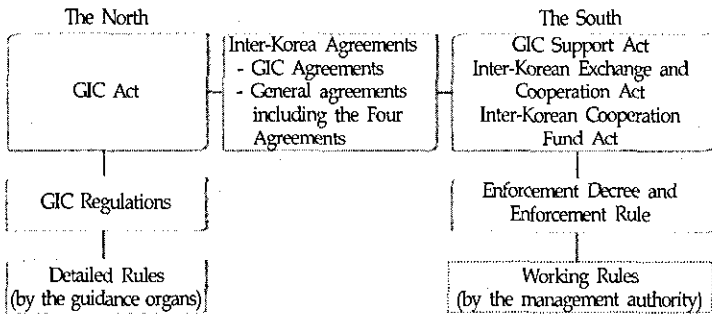 The North
The South
GIC Act
Inter-Korea Agreements
- GIC Agreements
- General agreements
including the Four
Agreements
GIC Support Act
Inter-Korean Exchange and
Cooperation Act
Inter-Korean Cooperation
Fund Act
GIC Regulations
Enforcement Decree and
Enforcement Rule
Detailed Rules
(by the guidance organs)
Working Rules
(by the management authority)